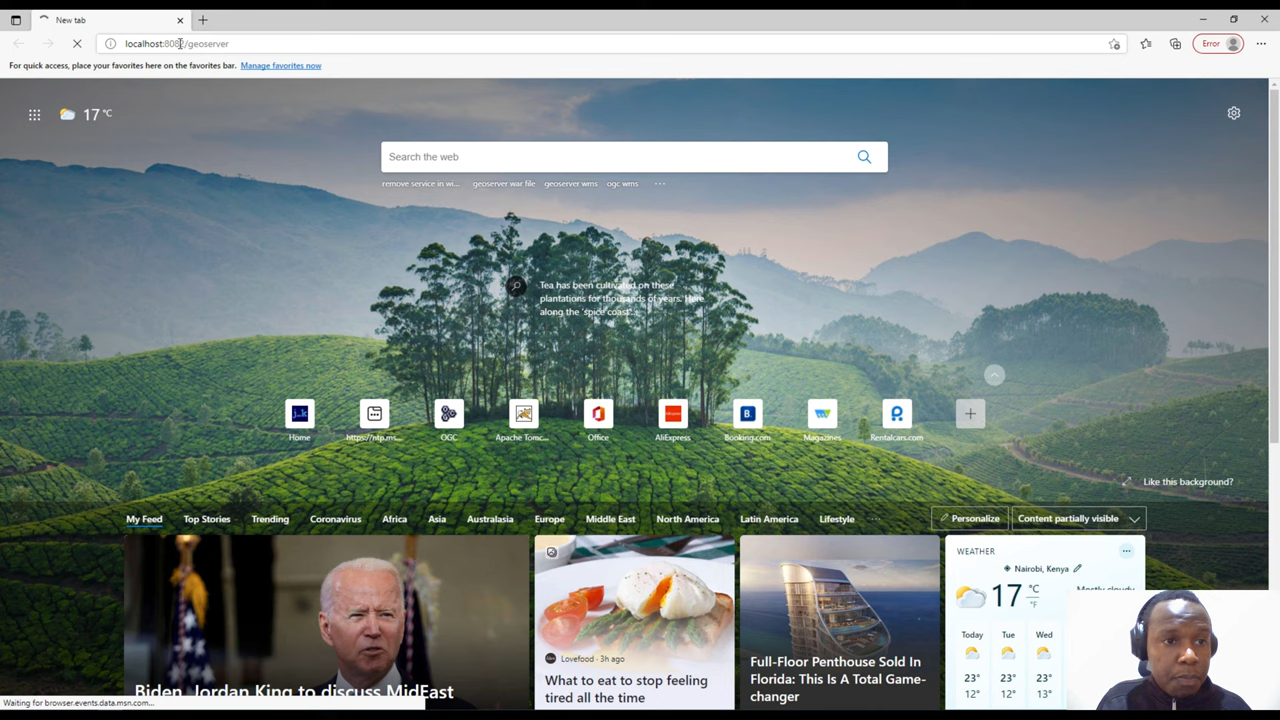 New tab
/geoserver
For quick access, place your favorites here on the favorites bar. Manage favorites now
Error
17 °C
Search the web
remove service in wi... geoserver war file geoserver wms ogc wms ...
Tea has been cultivated on these
plantations for thousands of years. Here
along the 'spice coast'...
Home https://ntp.ms... OGC Apache Tomc... Office AliExpress Booking.com Magazines Rentalcars.com
Like this background?
My Feed Top Stories Trending Coronavirus Africa Asia Australasia Europe Middle East North America Latin America Lifestyle ... Personalize Content partially visible
WEATHER
Nairobi, Kenya
17 °C
°F
Mostly cloudy
Today Tue Wed
23° 23° 23°
12° 12° 13°
Biden, Jordan King to discuss MidEast
Lovefood · 3h ago
What to eat to stop feeling
tired all the time
Full-Floor Penthouse Sold In
Florida: This Is A Total Game-
changer
Waiting for browser.events.data.msn.com...